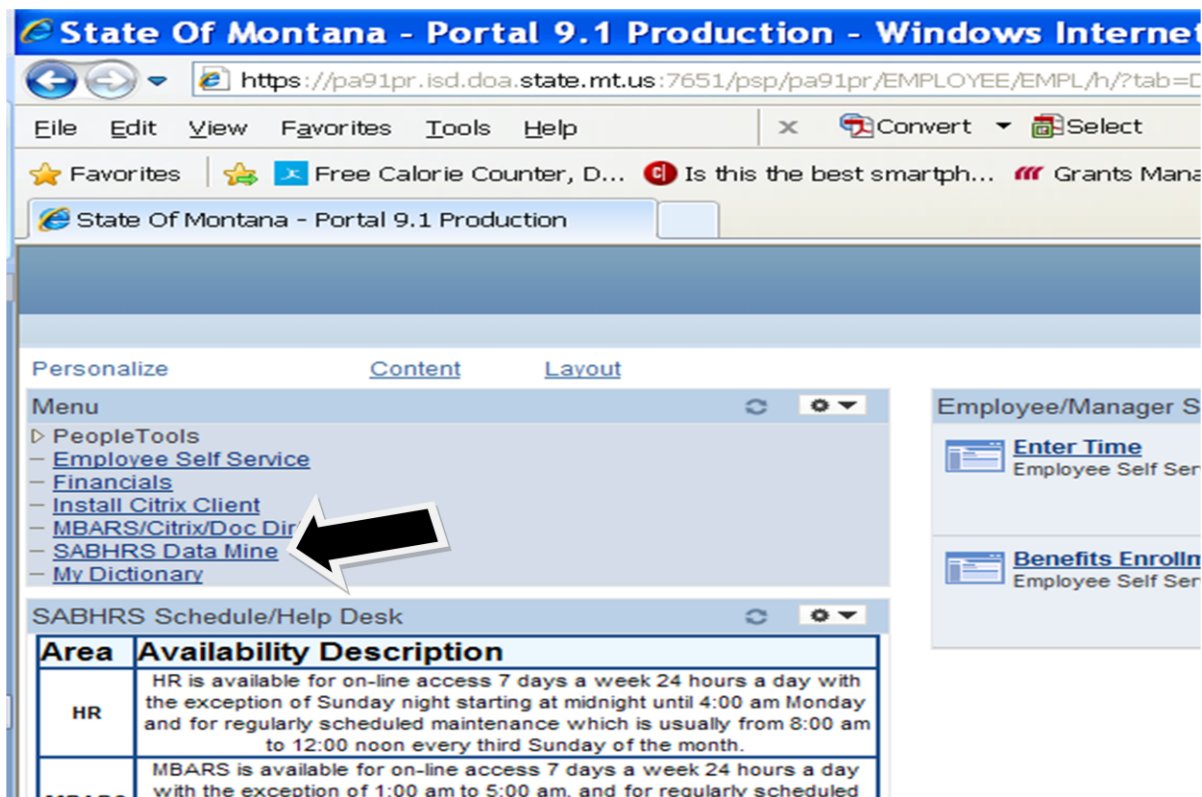 State Of Montana - Portal 9.1 Production - Windows Internet
https://pa91pr.isd.doa.state.mt.us:7651/psp/pa91pr/EMPLOYEE/EMPL/h/?tab=D
File Edit View Favorites Tools Help x Convert Select
Favorites Free Calorie Counter, D... Is this the best smartph... Grants Mana
State Of Montana - Portal 9.1 Production
Personalize Content Layout
Menu
PeopleTools
Employee Self Service
Financials
Install Citrix Client
MBARS/Citrix/Doc Dir
SABHRS Data Mine
My Dictionary
Employee/Manager S
Enter Time
Employee Self Ser
Benefits Enrollm
Employee Self Ser
SABHRS Schedule/Help Desk
Area Availability Description
HR
HR is available for on-line access 7 days a week 24 hours a day with
the exception of Sunday night starting at midnight until 4:00 am Monday
and for regularly scheduled maintenance which is usually from 8:00 am
to 12:00 noon every third Sunday of the month.
MBARS
MBARS is available for on-line access 7 days a week 24 hours a day
with the exception of 1:00 am to 5:00 am, and for regularly scheduled